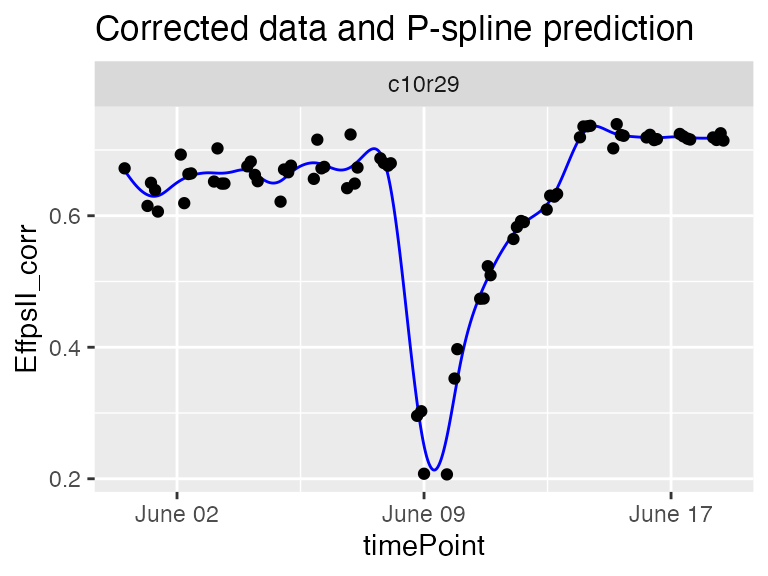 Corrected data and P-spline prediction
c10r29
EffpsII_corr
0.6
0.4
0.2
June 02
June 09
June 17
timePoint